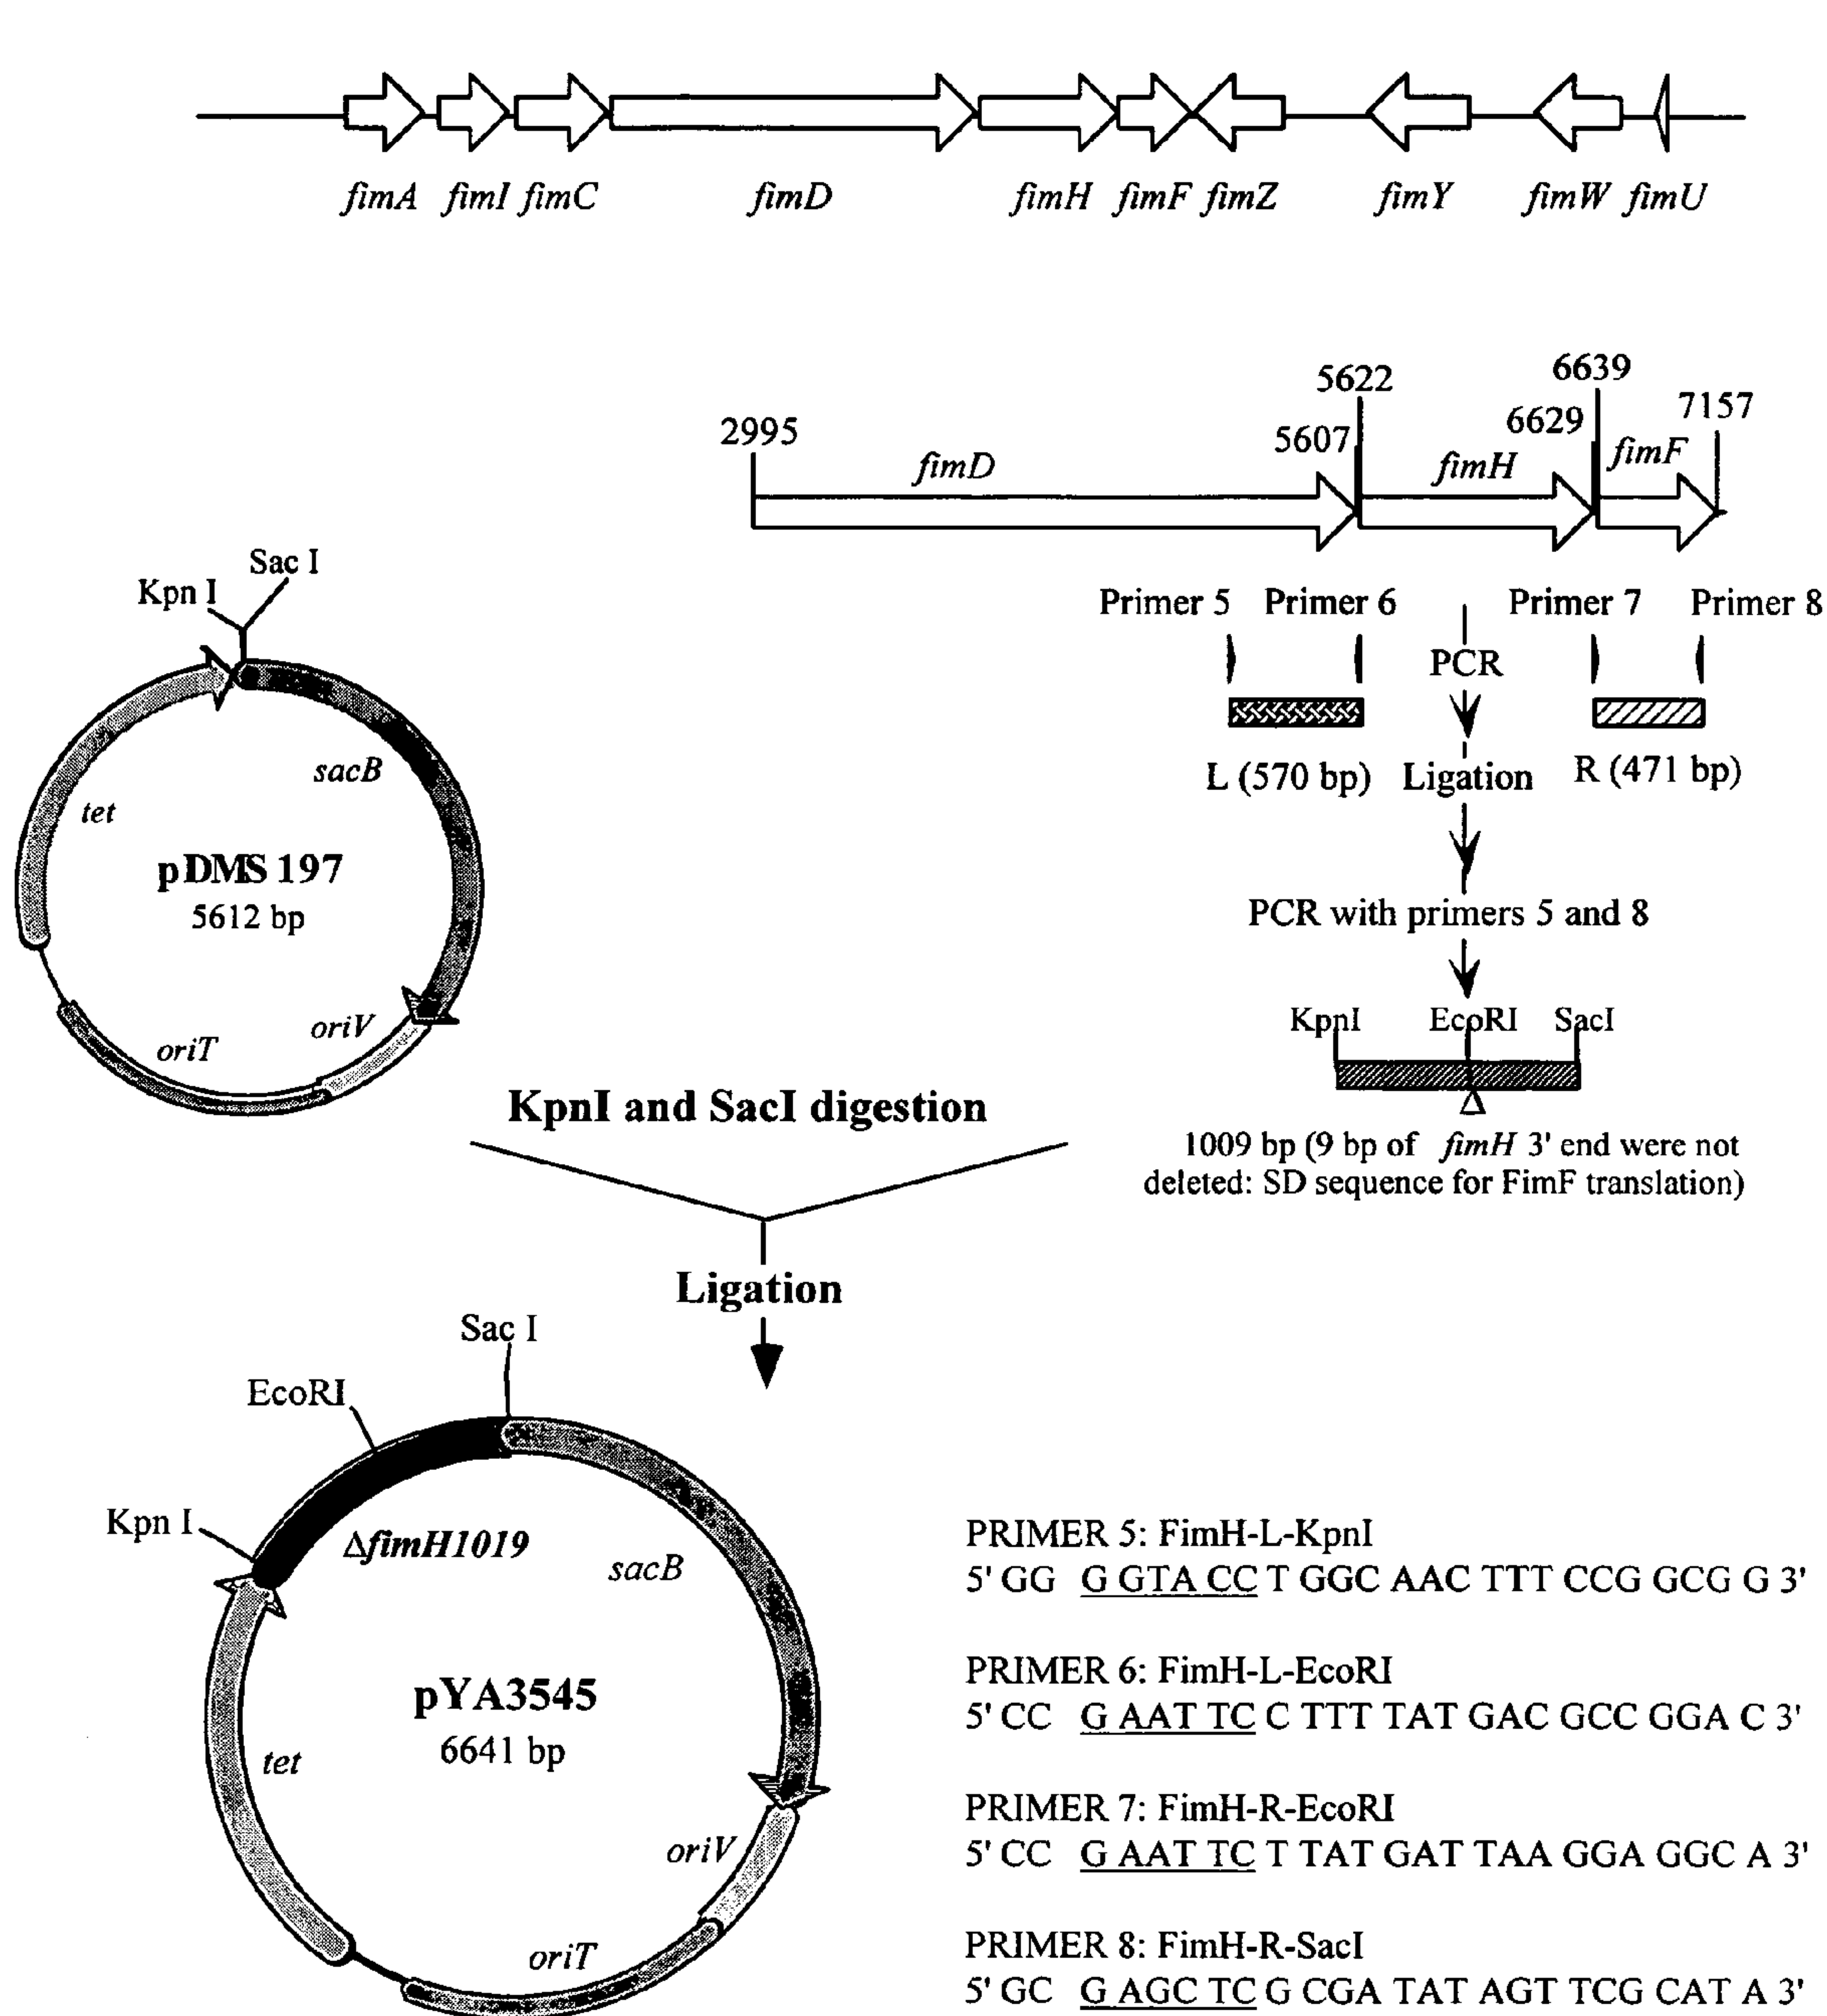 fimA fimI fimC fimD fimH fimF fimZ fimY fimW fimU
2995 5607 5622 6629 6639 7157
fimD fimH fimF
Primer 5 Primer 6 Primer 7 Primer 8
PCR
L (570 bp) Ligation R (471 bp)
PCR with primers 5 and 8
KpnI EcoRI SacI
Δ
1009 bp (9 bp of fimH 3' end were not
deleted: SD sequence for FimF translation)
Kpn I Sac I
sacB
tet
pDMS 197
5612 bp
oriV
oriT
KpnI and SacI digestion
Ligation
Sac I
EcoRI
Kpn I
ΔfimH1019
sacB
pYA3545
6641 bp
tet
oriV
oriT
PRIMER 5: FimH-L-KpnI
5' GG G GTA CC T GGC AAC TTT CCG GCG G 3'
PRIMER 6: FimH-L-EcoRI
5' CC G AAT TC C TTT TAT GAC GCC GGA C 3'
PRIMER 7: FimH-R-EcoRI
5' CC G AAT TC T TAT GAT TAA GGA GGC A 3'
PRIMER 8: FimH-R-SacI
5' GC G AGC TC G CGA TAT AGT TCG CAT A 3'